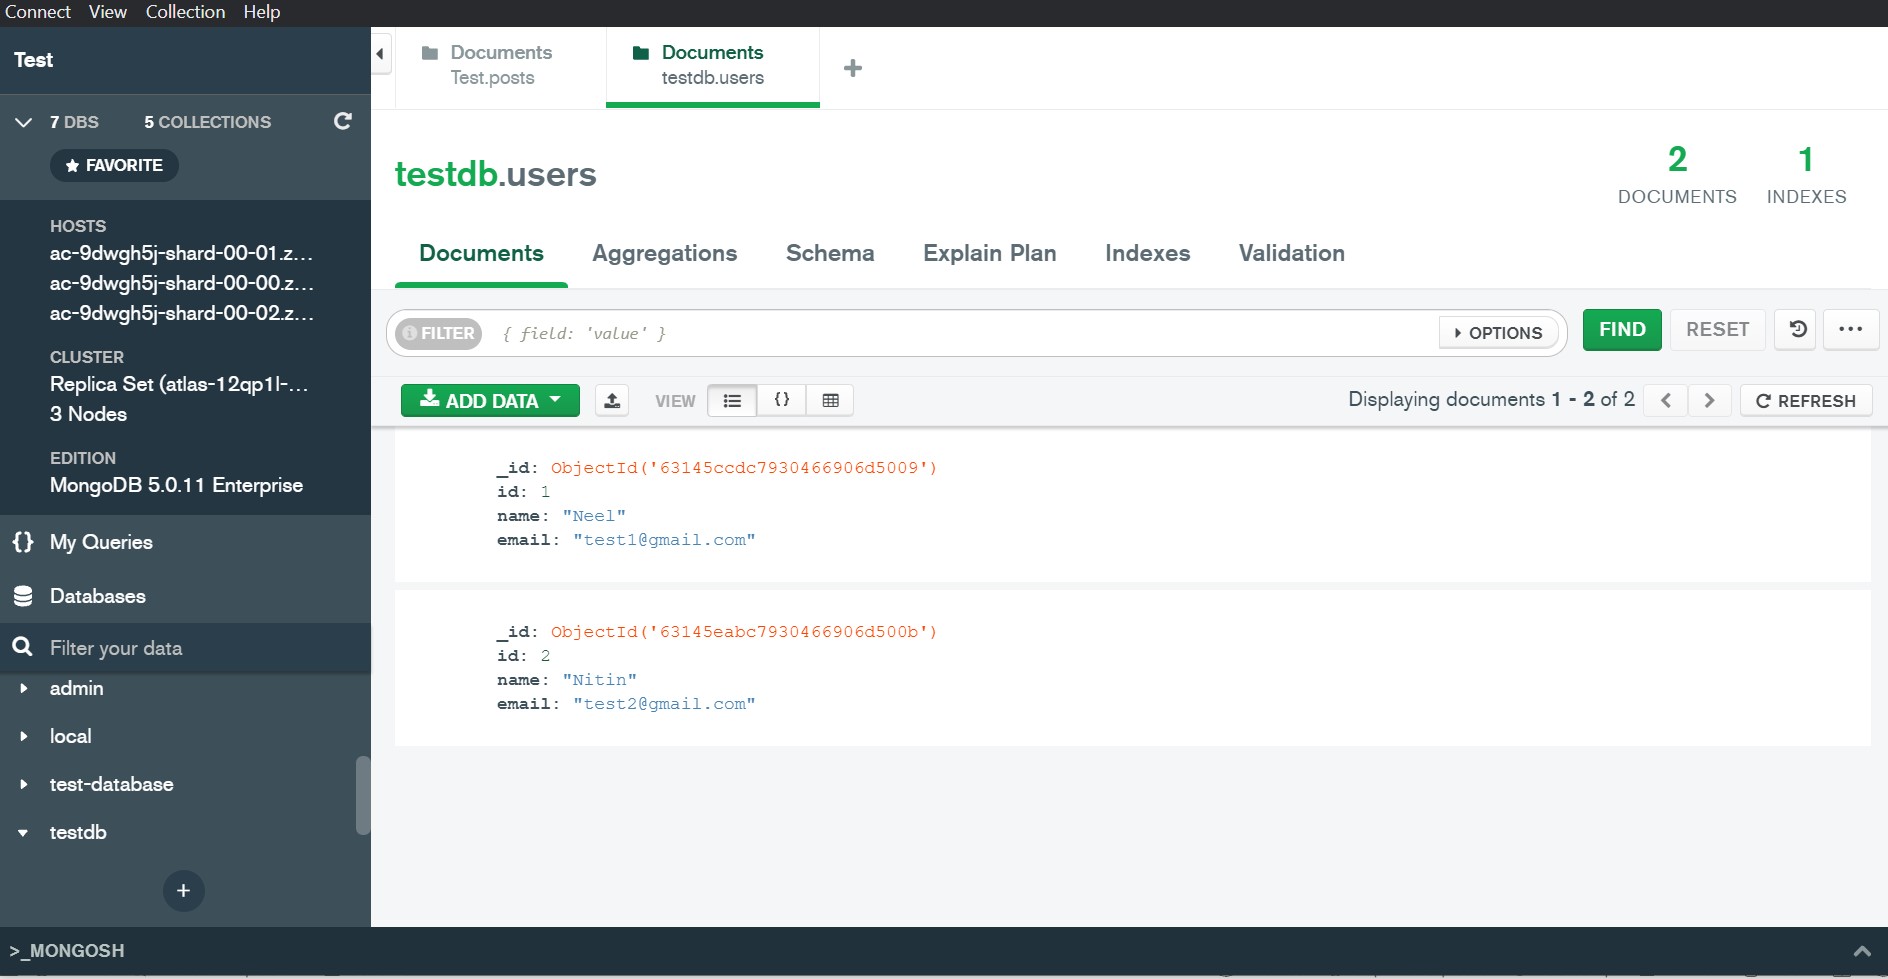 Connect View Collection Help
Test
7 DBS 5 COLLECTIONS
FAVORITE
HOSTS
ac-9dwgh5j-shard-00-01.z...
ac-9dwgh5j-shard-00-00.z...
ac-9dwgh5j-shard-00-02.z...
CLUSTER
Replica Set (atlas-12qp1l-...
3 Nodes
EDITION
MongoDB 5.0.11 Enterprise
{} My Queries
Databases
Filter your data
admin
local
test-database
testdb
+
Documents
Test.posts
Documents
testdb.users
+
testdb.users
2
DOCUMENTS
1
INDEXES
Documents Aggregations Schema Explain Plan Indexes Validation
FILTER { field: 'value' } OPTIONS FIND RESET ...
ADD DATA VIEW {} Displaying documents 1 - 2 of 2 < > REFRESH
_id: ObjectId('63145ccdc7930466906d5009')
id: 1
name: "Neel"
email: "test1@gmail.com"
_id: ObjectId('63145eabc7930466906d500b')
id: 2
name: "Nitin"
email: "test2@gmail.com"
>_MONGOSH